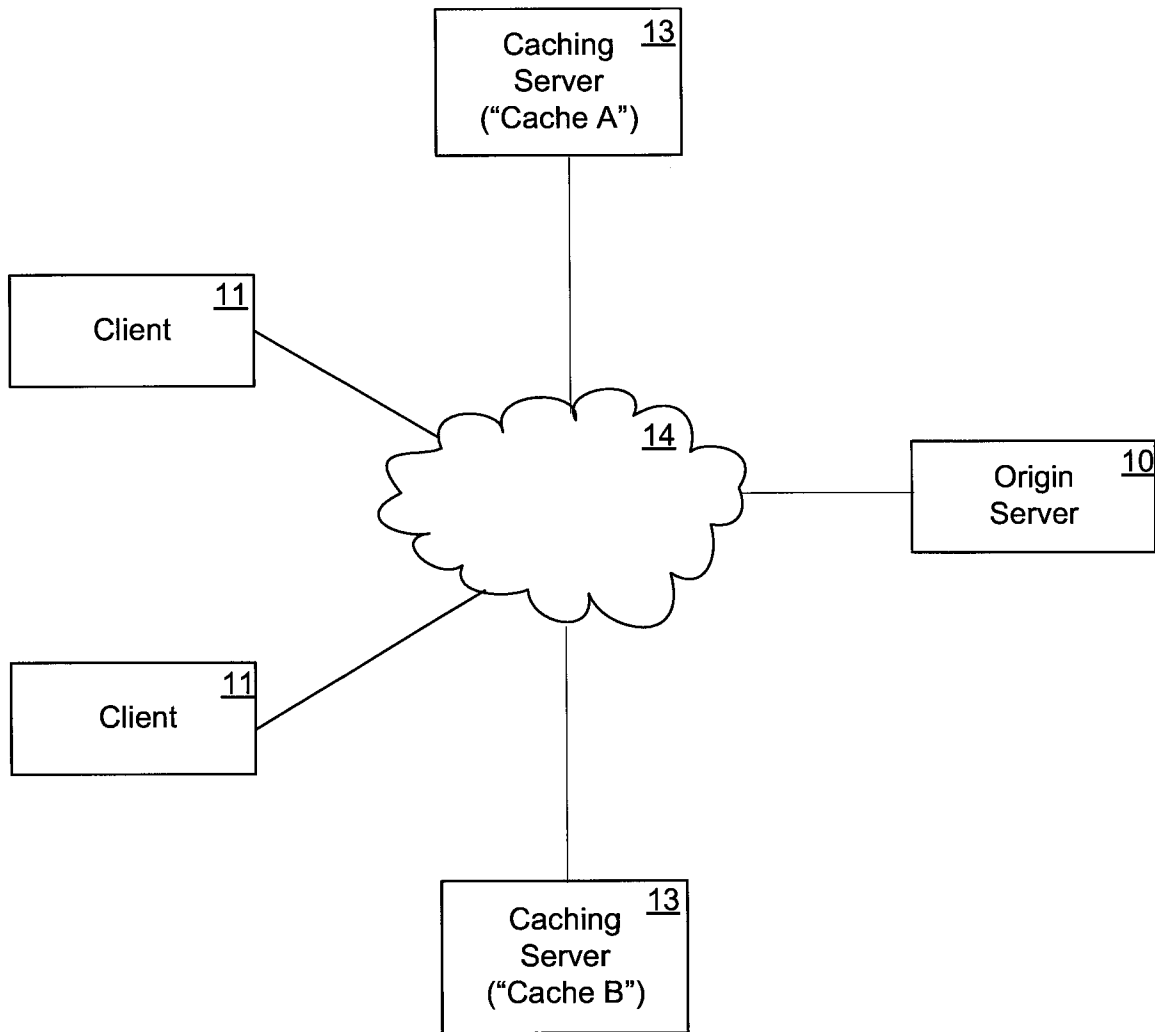 13
Caching
Server
(“Cache A”)
11
Client
14
10
Origin
Server
11
Client
13
Caching
Server
(“Cache B”)